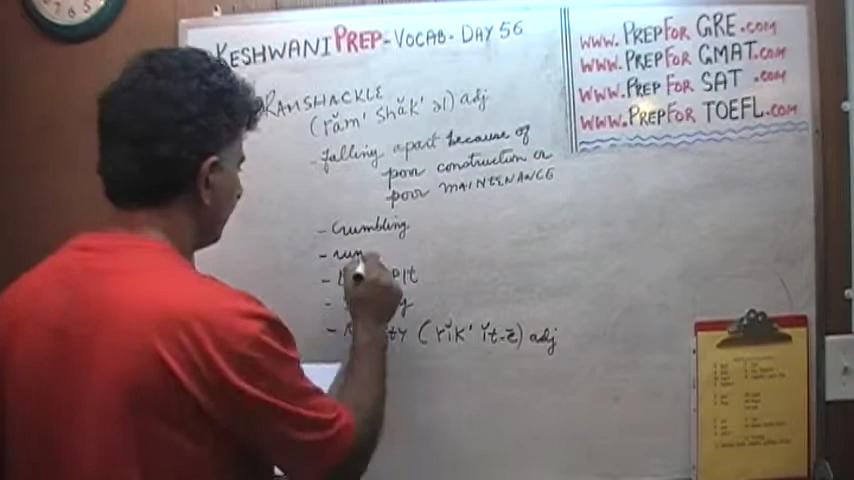 KESHWANI PREP - VOCAB - DAY 56
RAMSHACKLE
(răm' shăk' əl) adj
- falling apart because of
poor construction or
poor MAINTENANCE
- crumbling
- run
-
-
- (rĭk' ĭt-ē) adj
www.PREPFOR GRE.com
www.PREPFOR GMAT.com
www.PREP FOR SAT .com
www.PREPFOR TOEFL.com